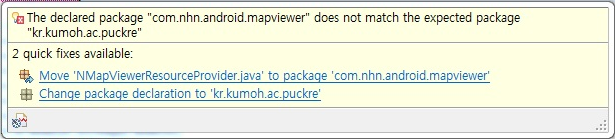 The declared package "com.nhn.android.mapviewer" does not match the expected package
"kr.kumoh.ac.puckre"
2 quick fixes available:
Move 'NMapViewerResourceProvider.java' to package 'com.nhn.android.mapviewer'
Change package declaration to 'kr.kumoh.ac.puckre'